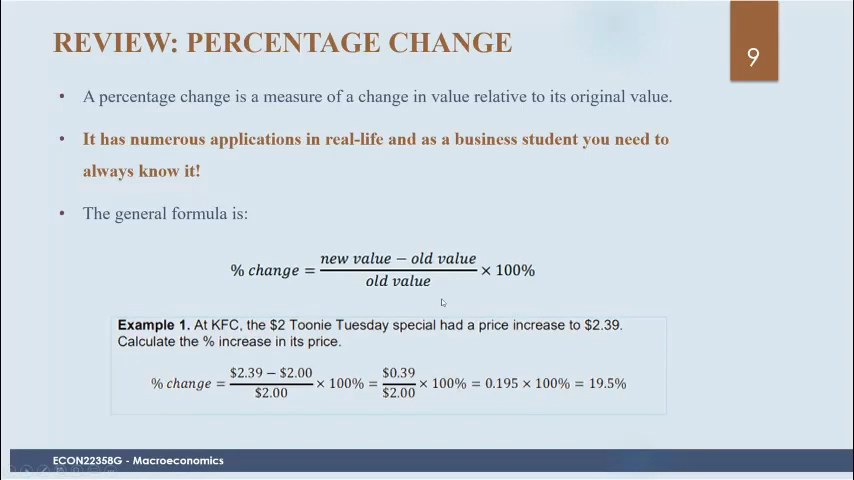 REVIEW: PERCENTAGE CHANGE
9
• A percentage change is a measure of a change in value relative to its original value.
• It has numerous applications in real-life and as a business student you need to
always know it!
• The general formula is:
% change = \frac{new value − old value}{old value} × 100%
Example 1. At KFC, the $2 Toonie Tuesday special had a price increase to $2.39.
Calculate the % increase in its price.
% change = \frac{$2.39 − $2.00}{$2.00} × 100% = \frac{$0.39}{$2.00} × 100% = 0.195 × 100% = 19.5%
ECON22358G - Macroeconomics